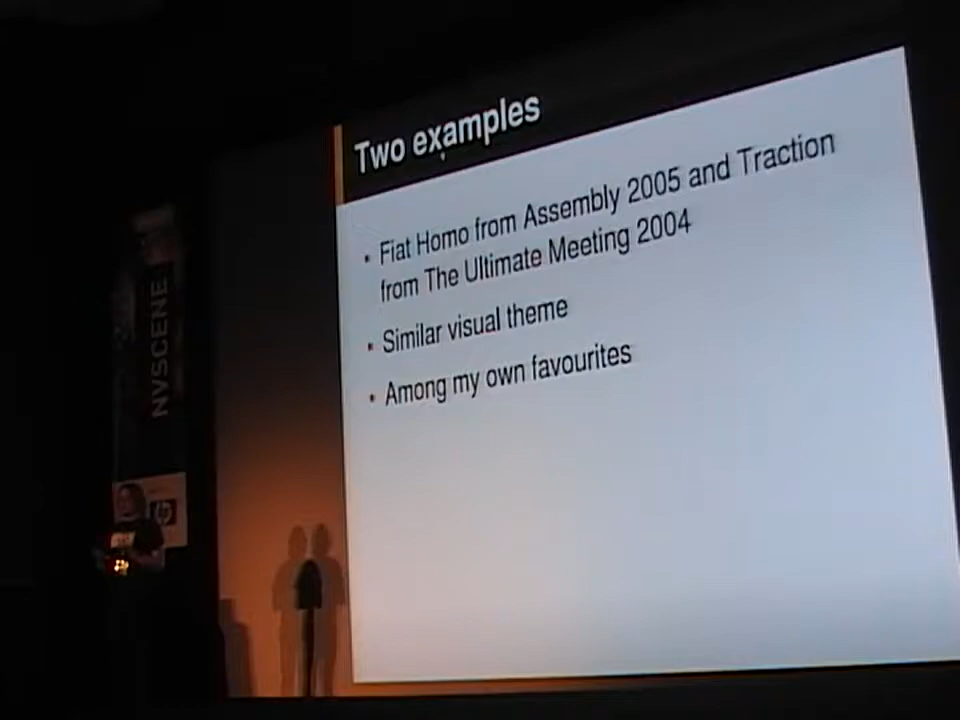 Two examples
• Fiat Homo from Assembly 2005 and Traction
from The Ultimate Meeting 2004
• Similar visual theme
• Among my own favourites
NVSCENE
hp